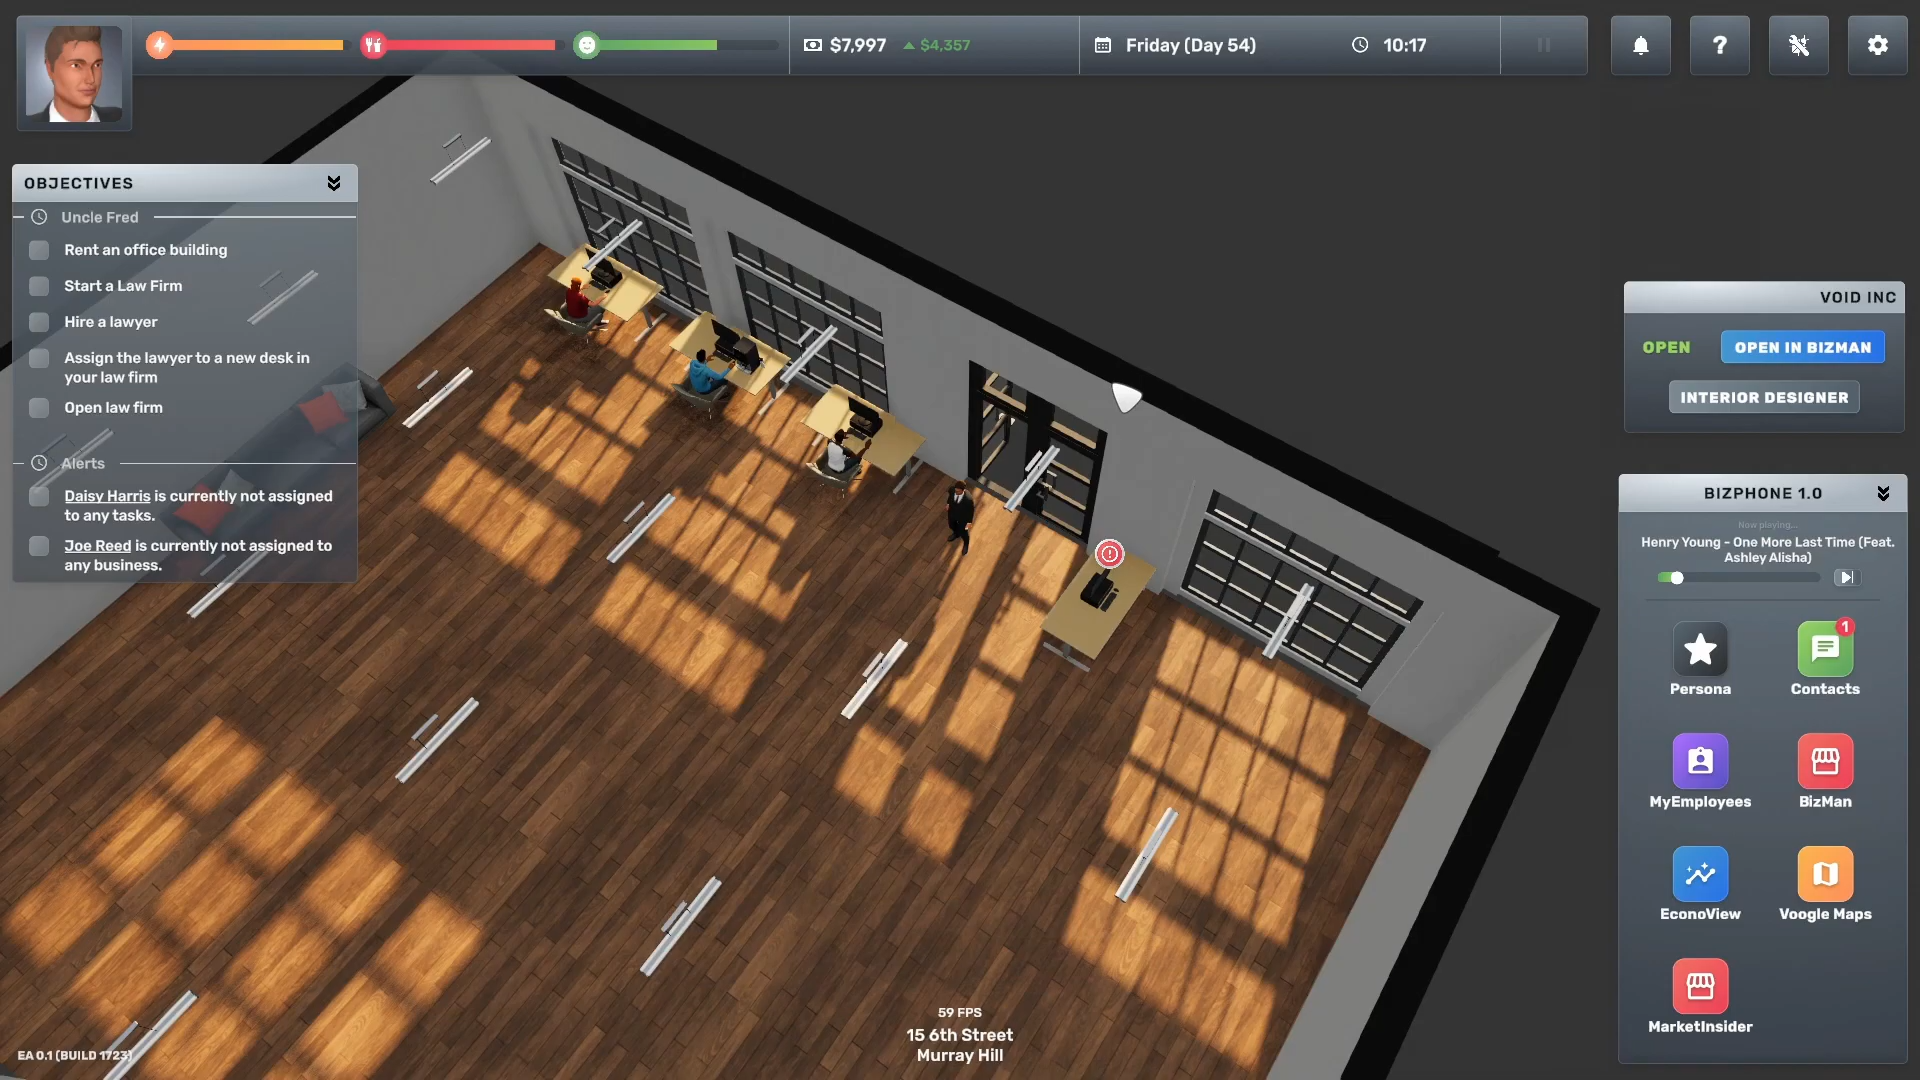 $7,997
$4,357
Friday (Day 54)
10:17
?
OBJECTIVES
Uncle Fred
Rent an office building
Start a Law Firm
Hire a lawyer
Assign the lawyer to a new desk in
your law firm
Open law firm
Alerts
Daisy Harris is currently not assigned
to any tasks.
Joe Reed is currently not assigned to
any business.
VOID INC
OPEN
OPEN IN BIZMAN
INTERIOR DESIGNER
BIZPHONE 1.0
Now playing...
Henry Young - One More Last Time (Feat.
Ashley Alisha)
1
Persona
Contacts
MyEmployees
BizMan
EconoView
Voogle Maps
MarketInsider
59 FPS
15 6th Street
Murray Hill
EA 0.1 (BUILD 1723)